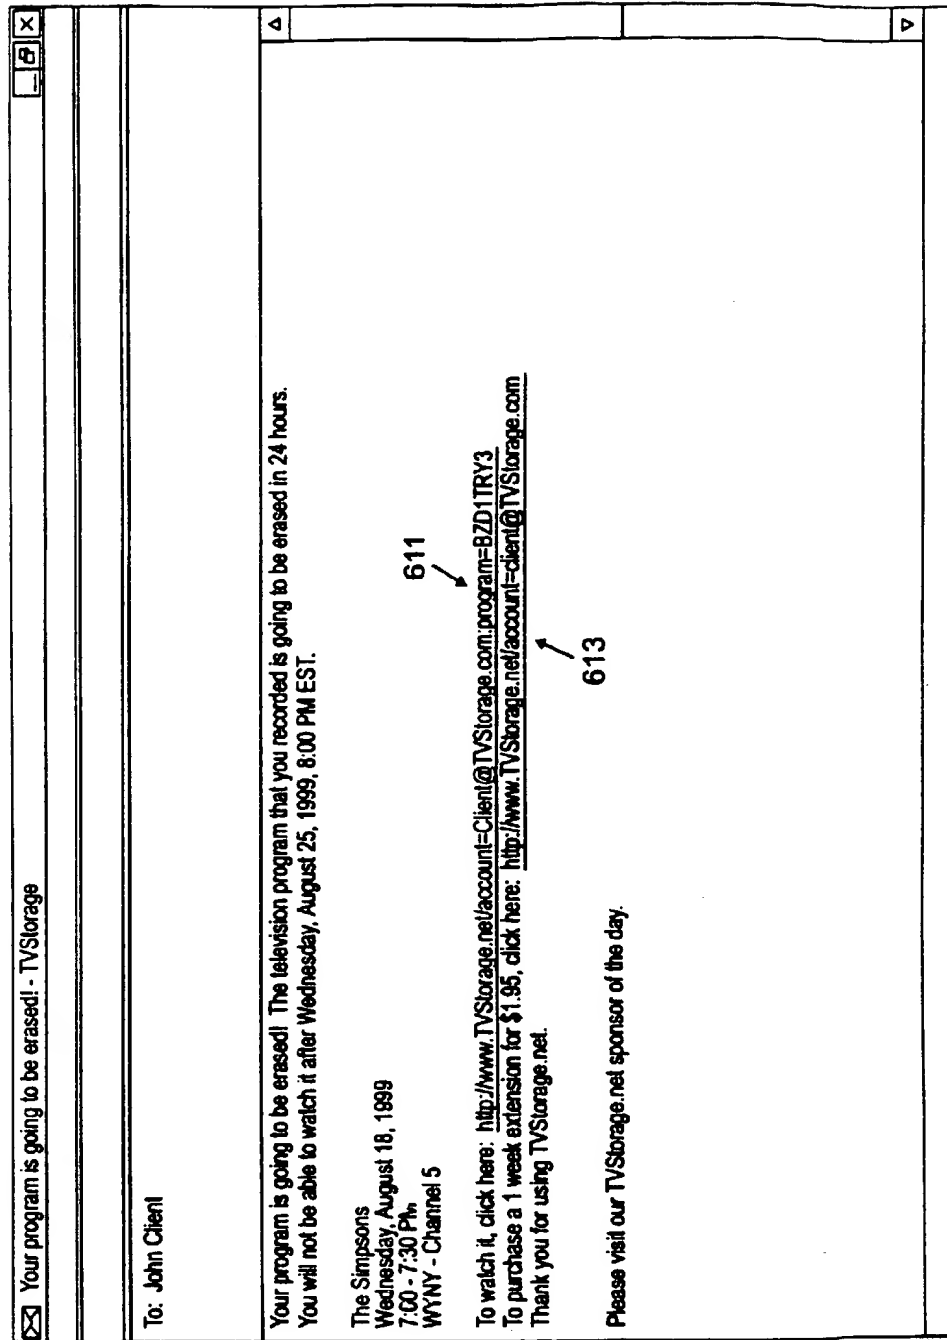 Your program is going to be erased! - TVStorage
To: John Client
Your program is going to be erased! The television program that you recorded is going to be erased in 24 hours.
You will not be able to watch it after Wednesday, August 25, 1999, 8:00 PM EST.
The Simpsons
Wednesday, August 18, 1999
7:00 - 7:30 PM
WYNY - Channel 5
611
To watch it, click here: http://www.TVStorage.net/account=Client@TVStorage.com:program=BZD1TRY3
To purchase a 1 week extension for $1.95, click here: http://www.TVStorage.net/account=client@TVStorage.com
Thank you for using TVStorage.net.
613
Please visit our TVStorage.net sponsor of the day.